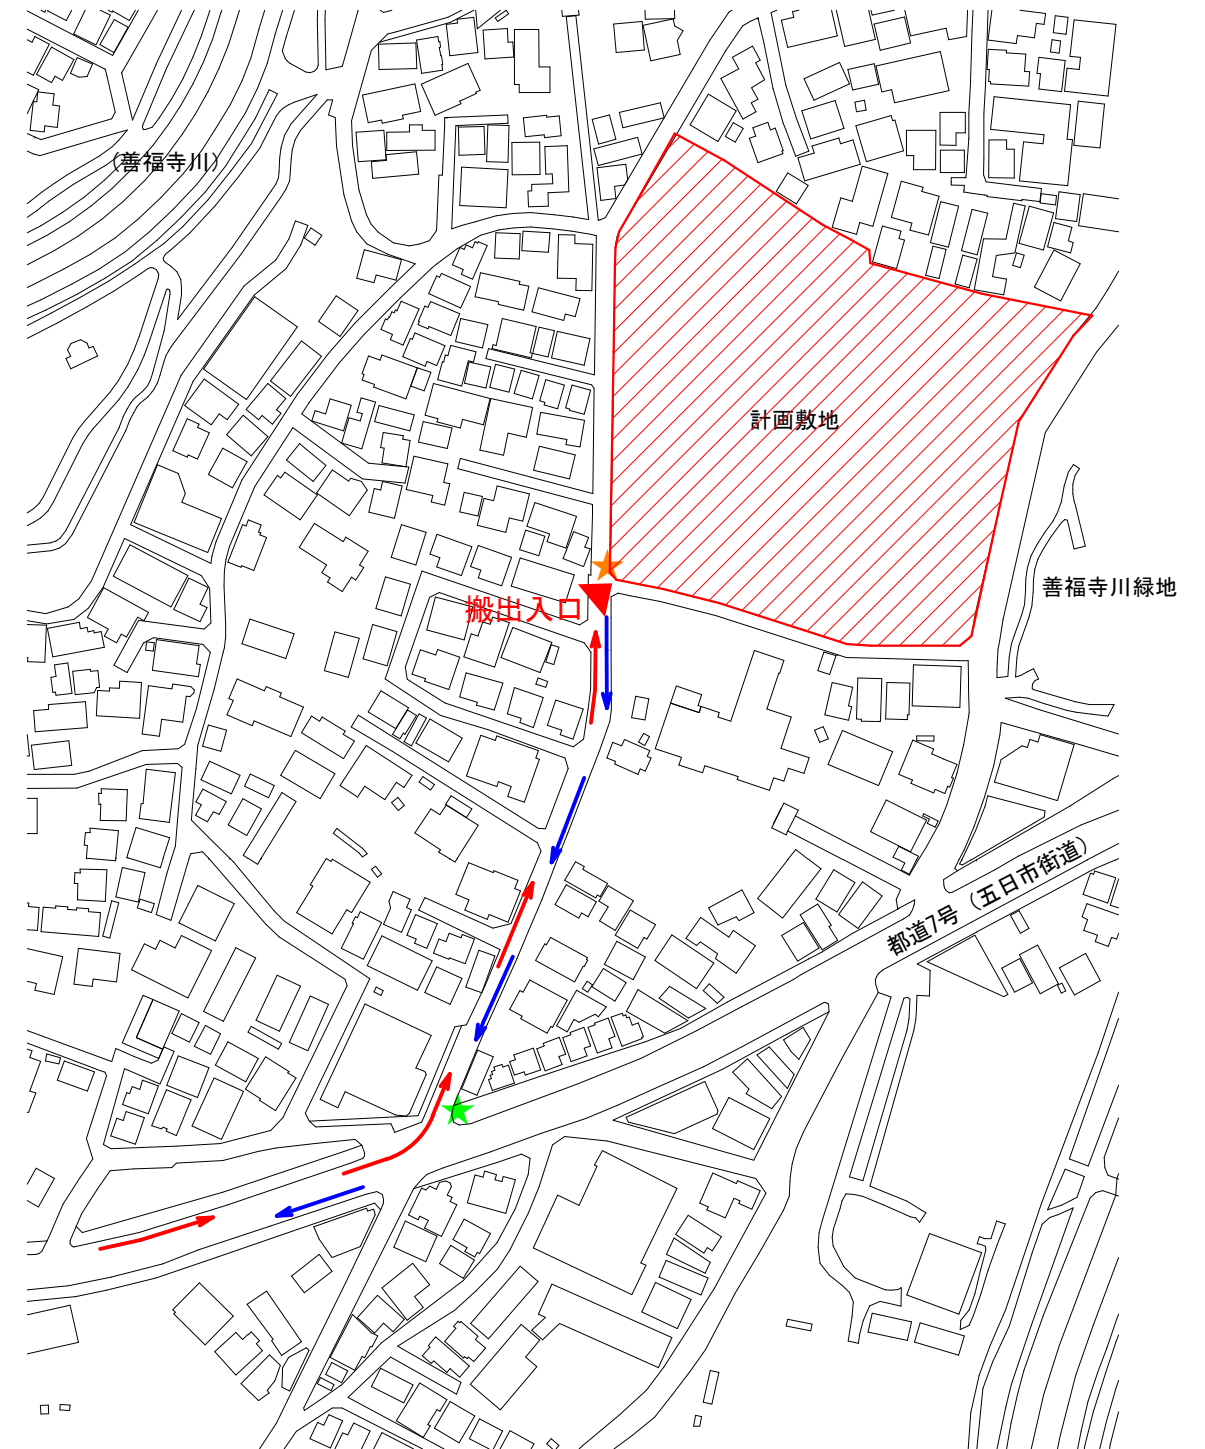 (善福寺川)
計画敷地
善福寺川緑地
搬出入口
都道7号（五日市街道）